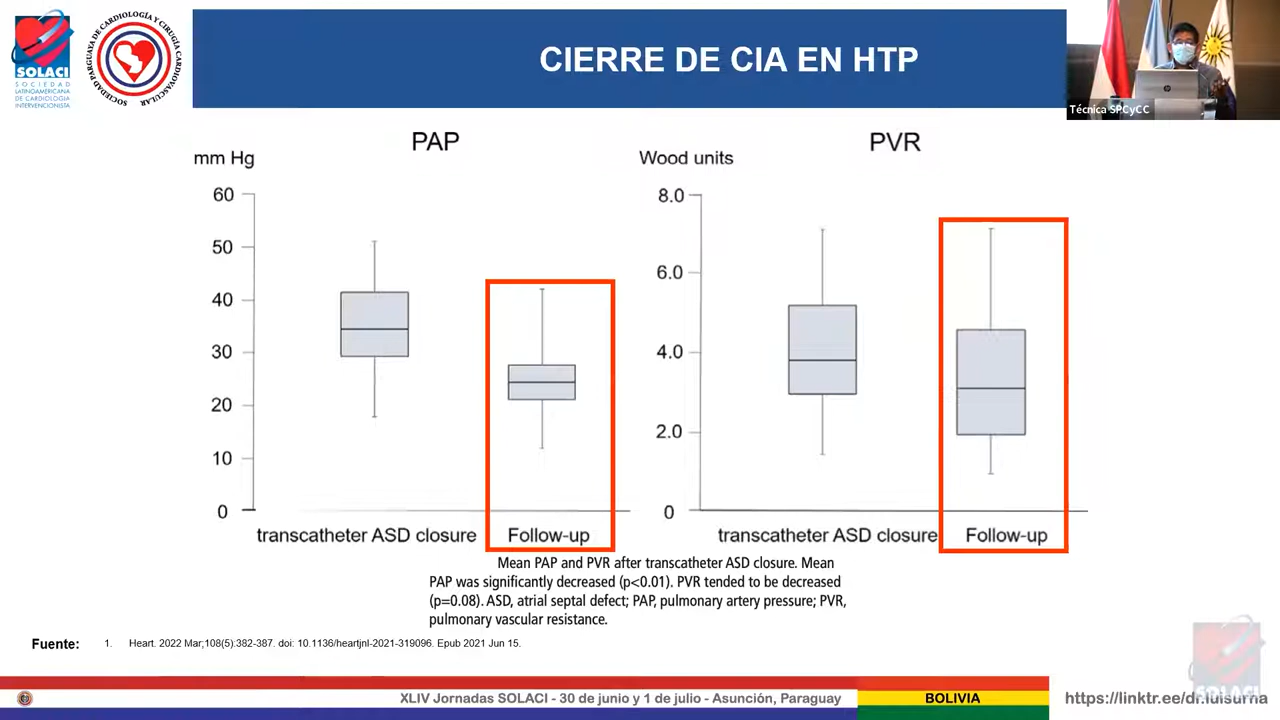 SOLACI
SOCIEDAD
LATINOAMERICANA
DE CARDIOLOGÍA
INTERVENCIONISTA
SOCIEDAD PARAGUAYA DE CARDIOLOGÍA Y CIRUGÍA CARDIOVASCULAR
CIERRE DE CIA EN HTP
Técnica SPCyCC
PAP
PVR
mm Hg
Wood units
60
50
40
30
20
10
0
8.0
6.0
4.0
2.0
0
transcatheter ASD closure
Follow-up
transcatheter ASD closure
Follow-up
Mean PAP and PVR after transcatheter ASD closure. Mean
PAP was significantly decreased (p<0.01). PVR tended to be decreased
(p=0.08). ASD, atrial septal defect; PAP, pulmonary artery pressure; PVR,
pulmonary vascular resistance.
Fuente:
1. Heart. 2022 Mar;108(5):382-387. doi: 10.1136/heartjnl-2021-319096. Epub 2021 Jun 15.
XLIV Jornadas SOLACI - 30 de junio y 1 de julio - Asunción, Paraguay
BOLIVIA
https://linktr.ee/dr.luisurna
SOLACI